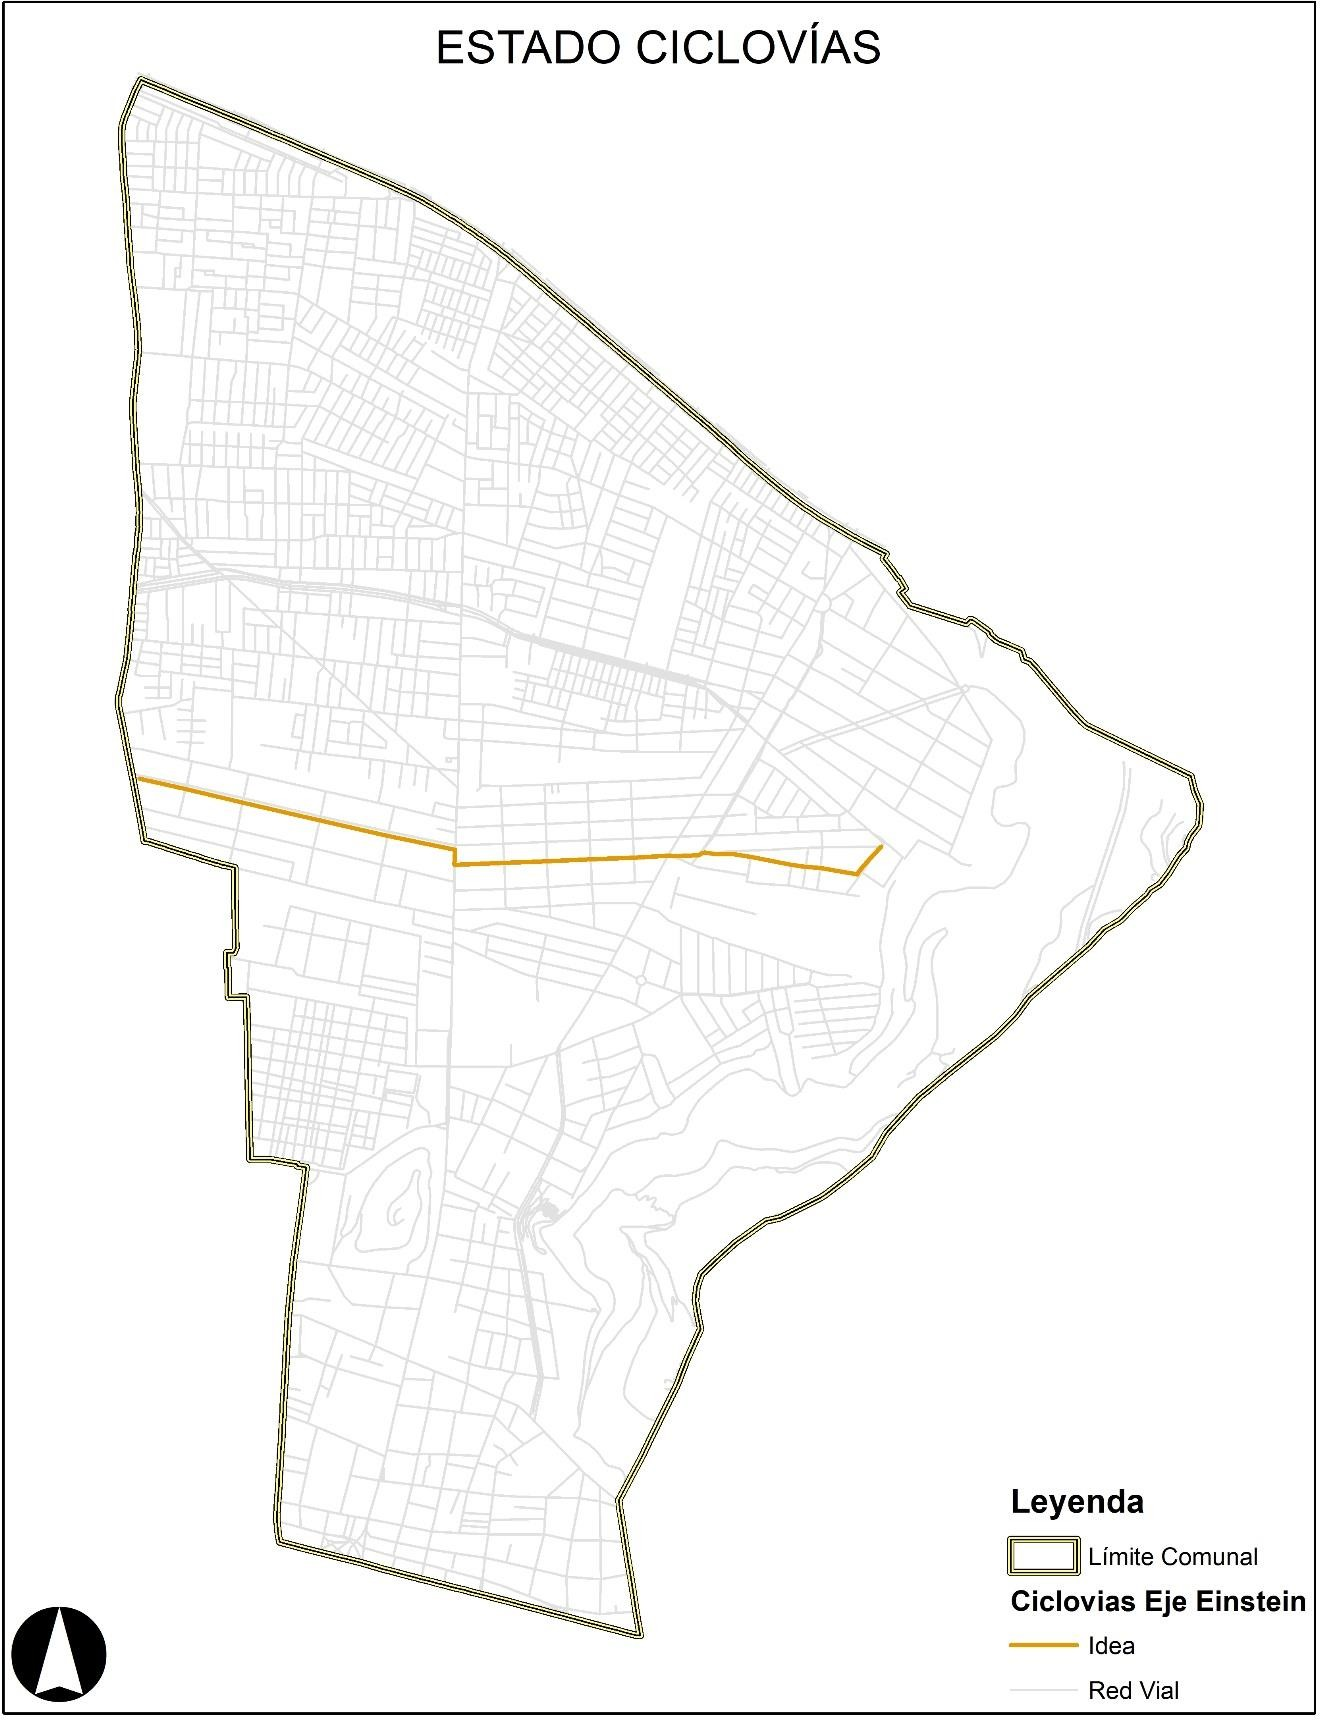 ESTADO CICLOVÍAS
Leyenda
Límite Comunal
Ciclovias Eje Einstein
Idea
Red Vial